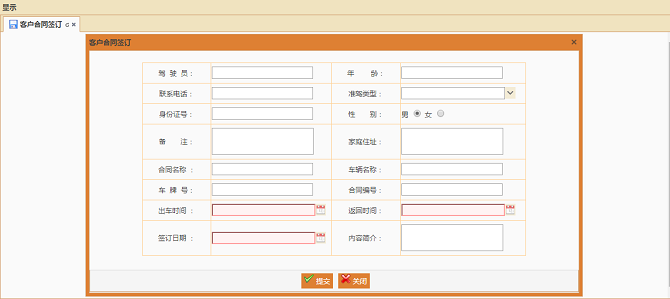 显示
客户合同签订
客户合同签订
驾 驶 员： 年 龄：
联系电话： 准驾类型：
身份证号： 性 别： 男 女
备 注： 家庭住址：
合同名称： 车辆名称：
车 牌 号： 合同编号：
出车时间： 返回时间：
签订日期： 内容简介：
提交 关闭